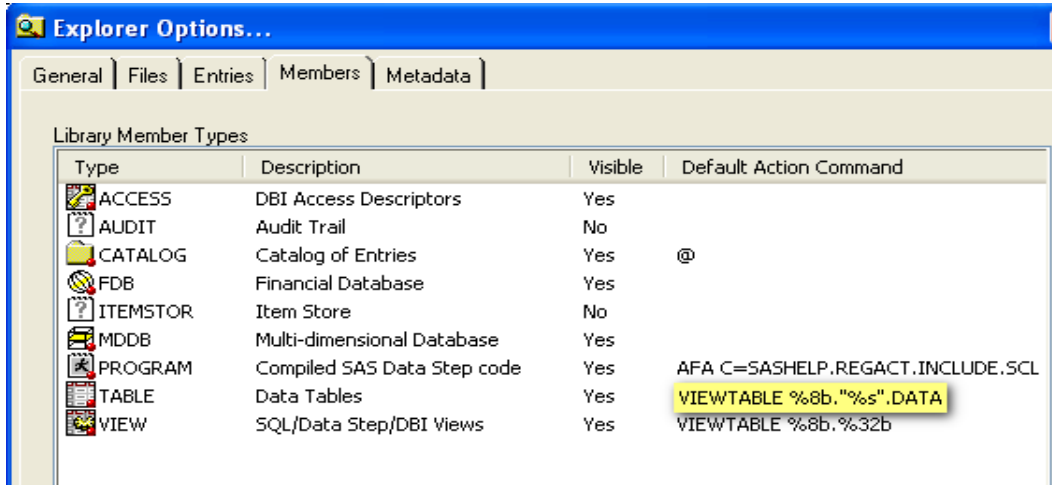 Explorer Options...
General Files Entries Members Metadata
Library Member Types
Type Description Visible Default Action Command
ACCESS DBI Access Descriptors Yes
AUDIT Audit Trail No
CATALOG Catalog of Entries Yes @
FDB Financial Database Yes
ITEMSTOR Item Store No
MDDB Multi-dimensional Database Yes
PROGRAM Compiled SAS Data Step code Yes AFA C=SASHELP.REGACT.INCLUDE.SCL
TABLE Data Tables Yes VIEWTABLE %8b."%s".DATA
VIEW SQL/Data Step/DBI Views Yes VIEWTABLE %8b.%32b